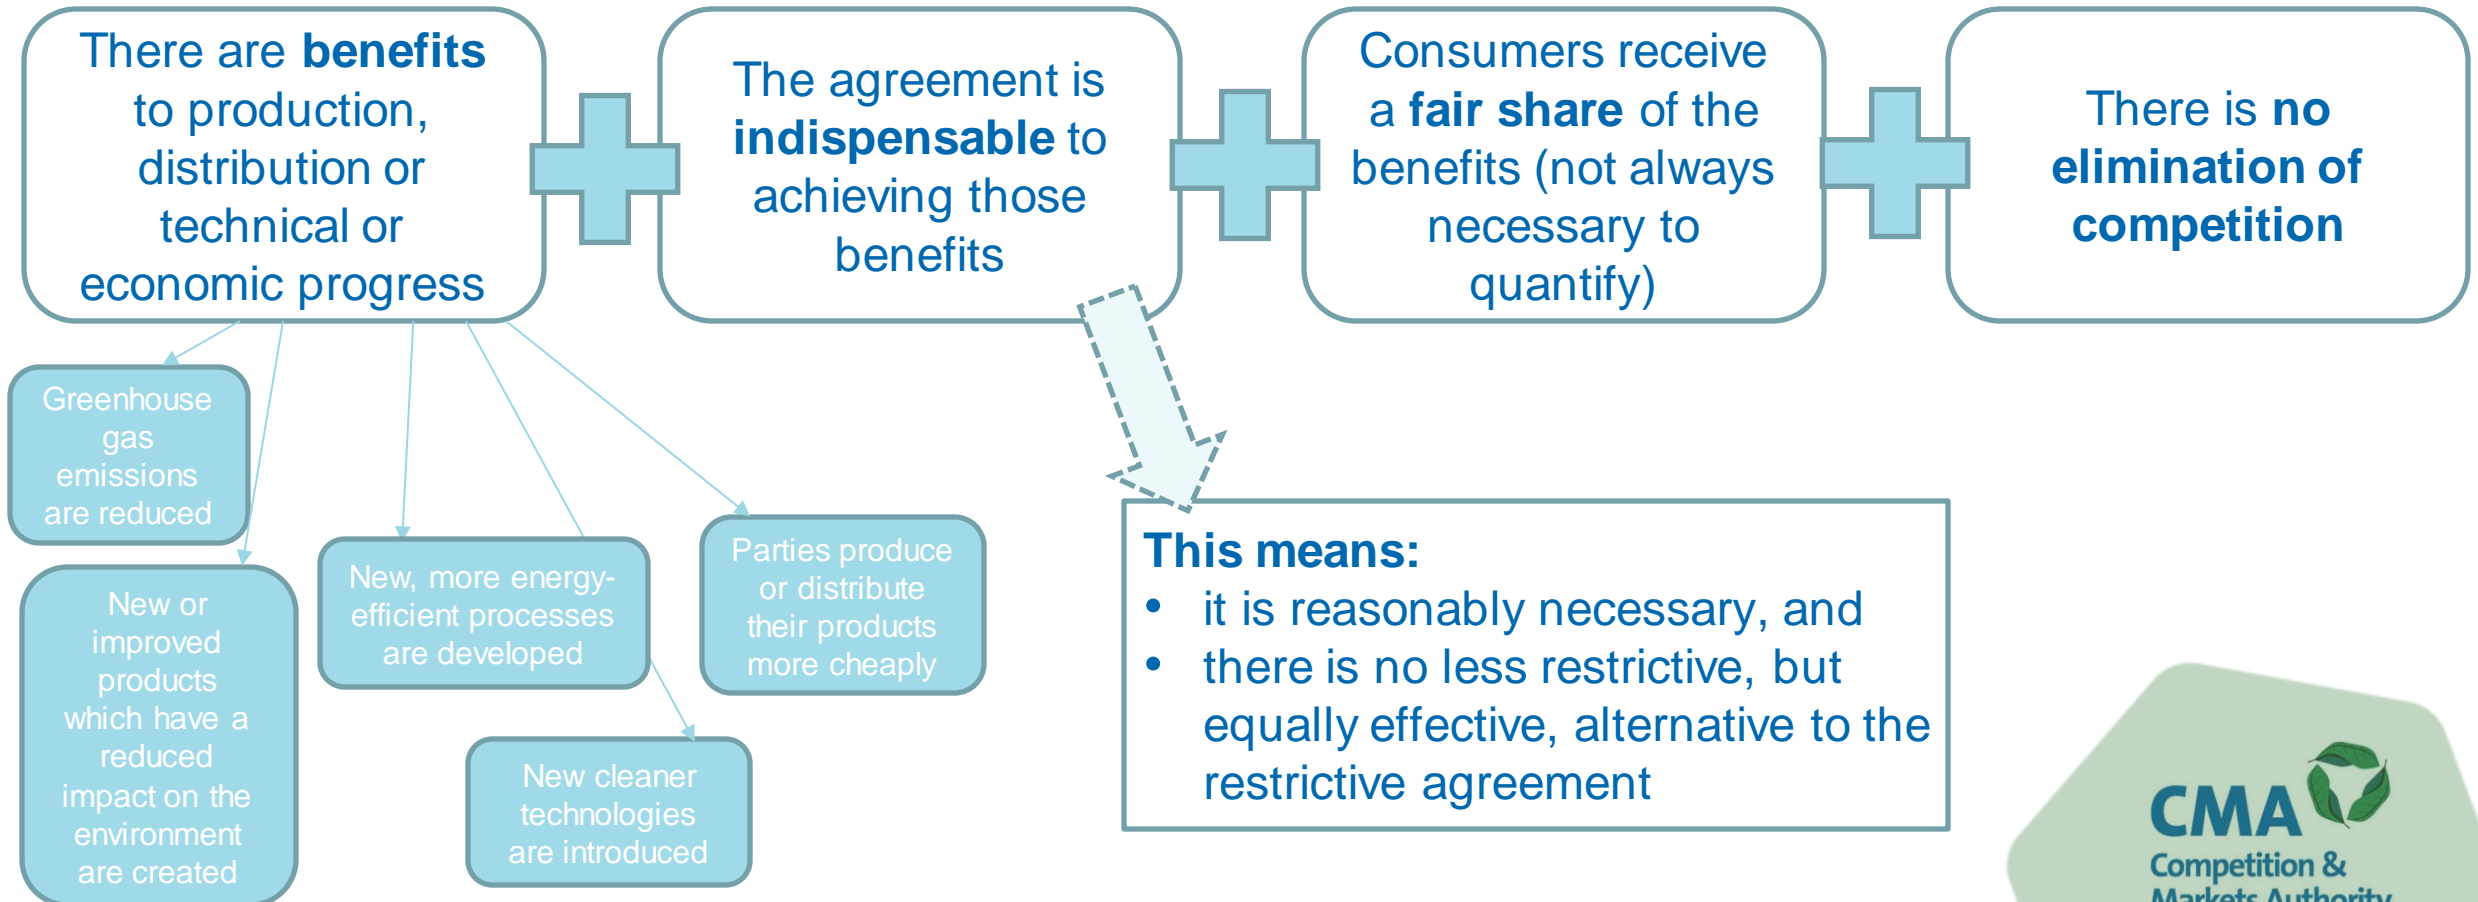 There are benefits
to production,
distribution or
technical or
economic progress
The agreement is
indispensable to
achieving those
benefits
Consumers receive
a fair share of the
benefits (not always
necessary to
quantify)
There is no
elimination of
competition
Greenhouse
gas
emissions
are reduced
New or
improved
products
which have a
reduced
impact on the
environment
are created
New, more energy-
efficient processes
are developed
New cleaner
technologies
are introduced
Parties produce
or distribute
their products
more cheaply
This means:
• it is reasonably necessary, and
• there is no less restrictive, but
equally effective, alternative to the
restrictive agreement
CMA
Competition &
Markets Authority